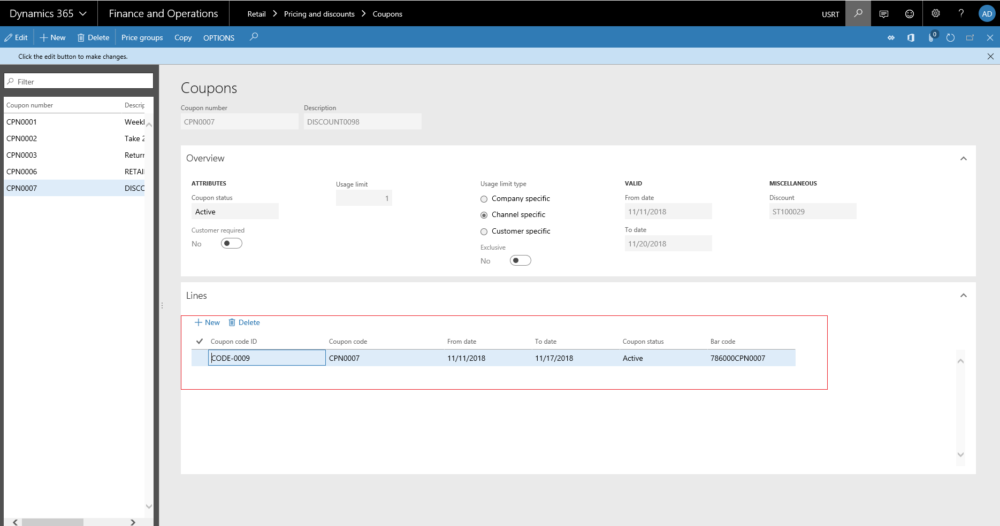 Dynamics 365 Finance and Operations Retail Pricing and discounts Coupons USRT ? AD
Edit New Delete Price groups Copy OPTIONS 0
Click the edit button to make changes.
Filter
Coupon number Descrip
CPN0001 Weekl
CPN0002 Take 2
CPN0003 Return
CPN0006 RETAI
CPN0007 DISCO
Coupons
Coupon number Description
CPN0007 DISCOUNT0098
Overview
ATTRIBUTES
Coupon status
Active
Customer required
No
Usage limit
1
Usage limit type
Company specific
Channel specific
Customer specific
Exclusive
No
VALID
From date
11/11/2018
To date
11/20/2018
MISCELLANEOUS
Discount
ST100029
Lines
New Delete
Coupon code ID Coupon code From date To date Coupon status Bar code
CODE-0009 CPN0007 11/11/2018 11/17/2018 Active 786000CPN0007